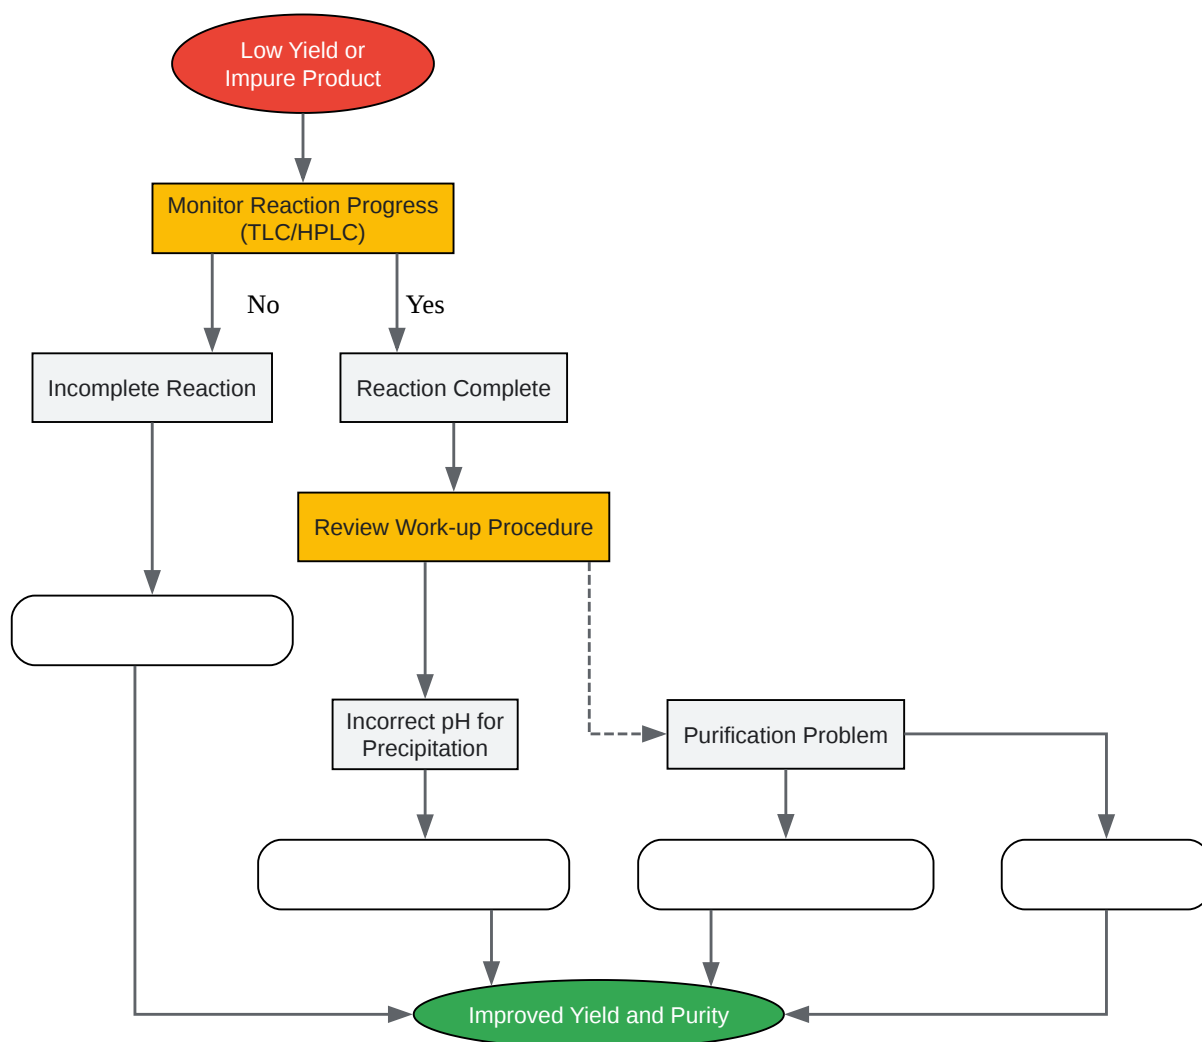 Low Yield or
Impure Product
Monitor Reaction Progress
(TLC/HPLC)
No
Yes
Incomplete Reaction
Reaction Complete
Review Work-up Procedure
Incorrect pH for
Precipitation
Purification Problem
Improved Yield and Purity